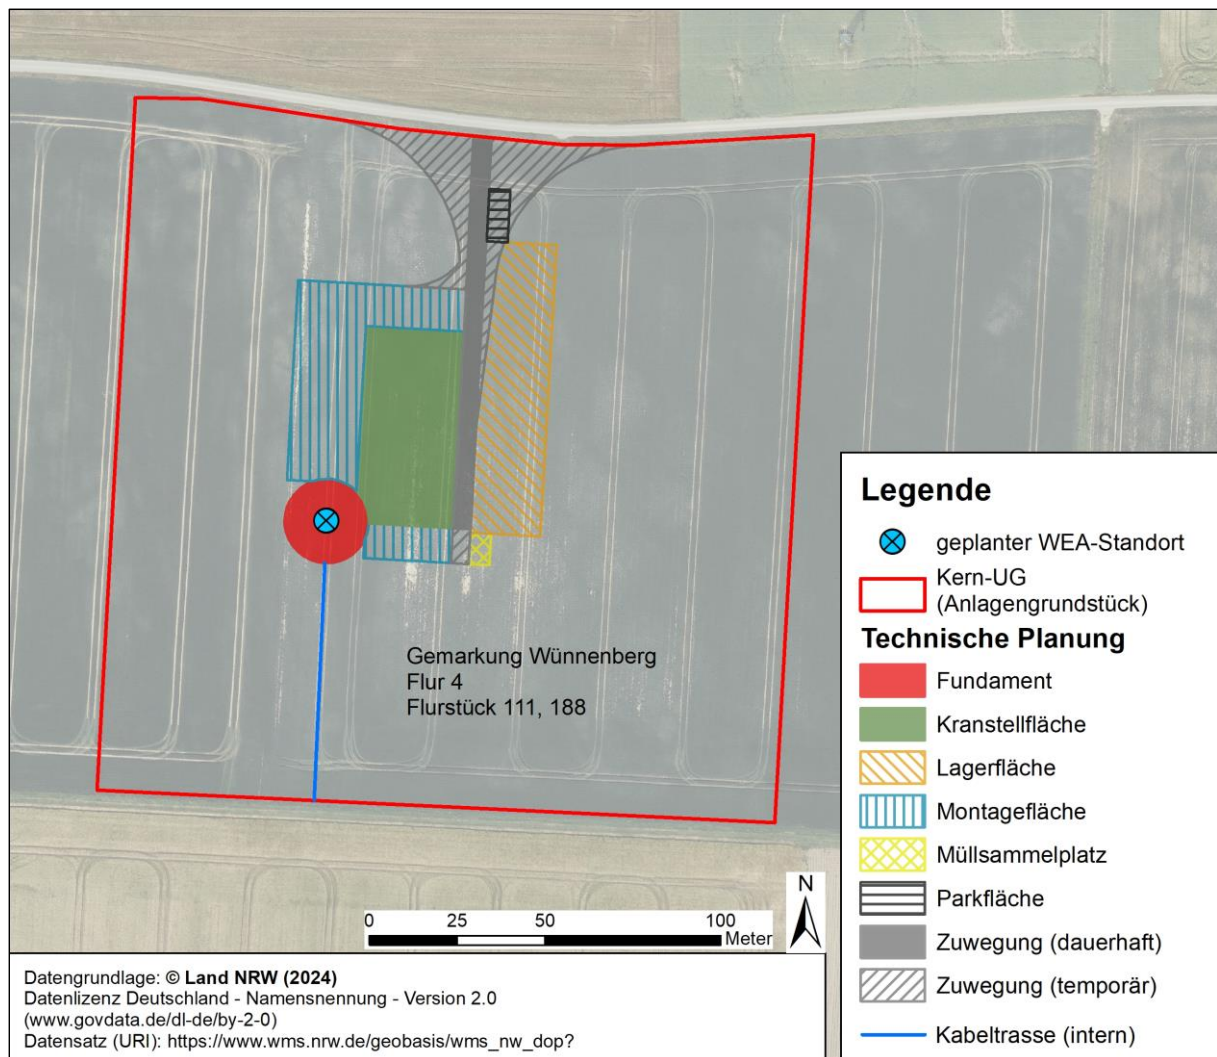 Gemarkung Wünnenberg
Flur 4
Flurstück 111, 188
0 25 50 100
Meter
N
Legende
geplanter WEA-Standort
Kern-UG
(Anlagengrundstück)
Technische Planung
Fundament
Kranstellfläche
Lagerfläche
Montagefläche
Müllsammelplatz
Parkfläche
Zuwegung (dauerhaft)
Zuwegung (temporär)
Kabeltrasse (intern)
Datengrundlage: © Land NRW (2024)
Datenlizenz Deutschland - Namensnennung - Version 2.0
(www.govdata.de/dl-de/by-2-0)
Datensatz (URI): https://www.wms.nrw.de/geobasis/wms_nw_dop?